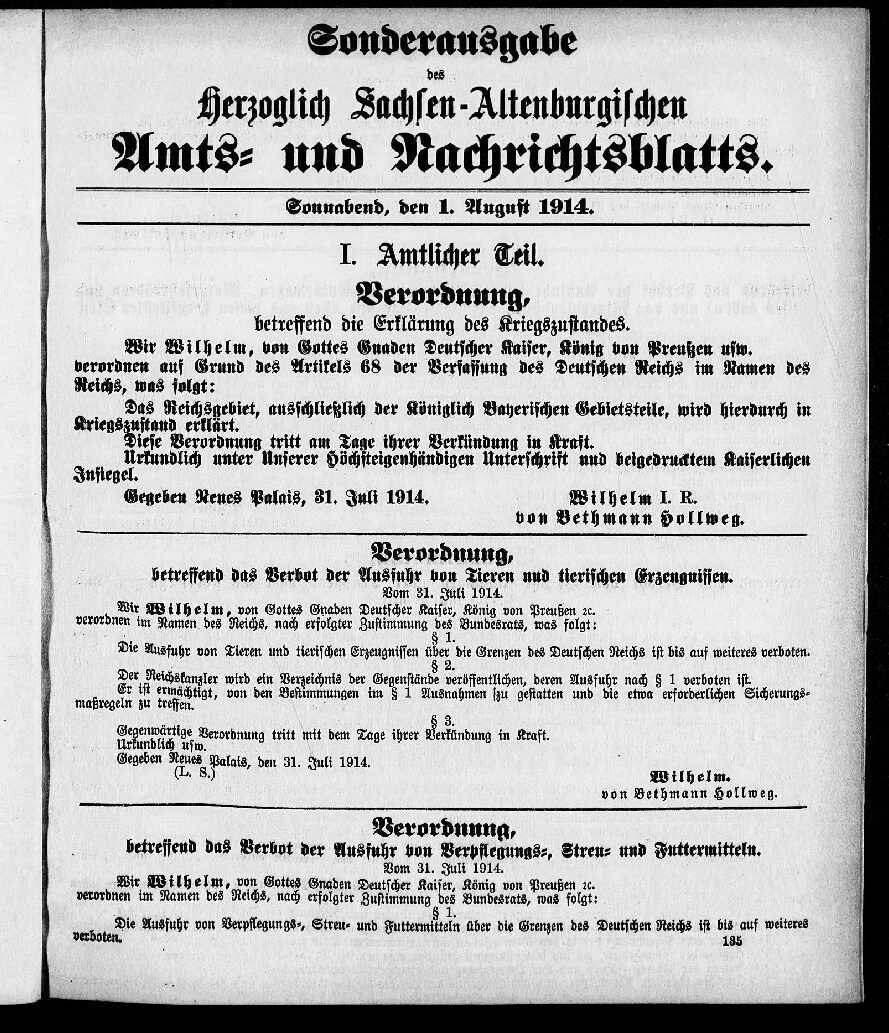 Sonderausgabe
des
Herzoglich Sachsen-Altenburgischen
Amts- und Nachrichtsblatts.
Sonnabend, den 1. August 1914.
I. Amtlicher Teil.
Verordnung,
betreffend die Erklärung des Kriegszustandes.
Wir Wilhelm, von Gottes Gnaden Deutscher Kaiser, König von Preußen usw.
verordnen auf Grund des Artikels 68 der Verfassung des Deutschen Reichs im Namen des
Reichs, was folgt:
Das Reichsgebiet, ausschließlich der Königlich Bayerischen Gebietsteile, wird hierdurch in
Kriegszustand erklärt.
Diese Verordnung tritt am Tage ihrer Verkündung in Kraft.
Urkundlich unter Unserer Höchsteigenhändigen Unterschrift und beigedrucktem Kaiserlichen
Insiegel.
Gegeben Neues Palais, 31. Juli 1914. Wilhelm I. R.
von Bethmann Hollweg.
Verordnung,
betreffend das Verbot der Ausfuhr von Tieren und tierischen Erzeugnissen.
Vom 31. Juli 1914.
Wir Wilhelm, von Gottes Gnaden Deutscher Kaiser, König von Preußen ꝛc.
verordnen im Namen des Reichs, nach erfolgter Zustimmung des Bundesrats, was folgt:
§ 1.
Die Ausfuhr von Tieren und tierischen Erzeugnissen über die Grenzen des Deutschen Reichs ist bis auf weiteres verboten.
§ 2.
Der Reichskanzler wird ein Verzeichnis der Gegenstände veröffentlichen, deren Ausfuhr nach § 1 verboten ist.
Er ist ermächtigt, von den Bestimmungen im § 1 Ausnahmen zu gestatten und die etwa erforderlichen Sicherungs-
maßregeln zu treffen.
§ 3.
Gegenwärtige Verordnung tritt mit dem Tage ihrer Verkündung in Kraft.
Urkundlich usw.
Gegeben Neues Palais, den 31. Juli 1914.
(L. S.) Wilhelm.
von Bethmann Hollweg.
Verordnung,
betreffend das Verbot der Ausfuhr von Verpflegungs-, Streu- und Futtermitteln.
Vom 31. Juli 1914.
Wir Wilhelm, von Gottes Gnaden Deutscher Kaiser, König von Preußen ꝛc.
verordnen im Namen des Reichs, nach erfolgter Zustimmung des Bundesrats, was folgt:
§ 1.
Die Ausfuhr von Verpflegungs-, Streu- und Futtermitteln über die Grenzen des Deutschen Reichs ist bis auf weiteres
verboten.
135